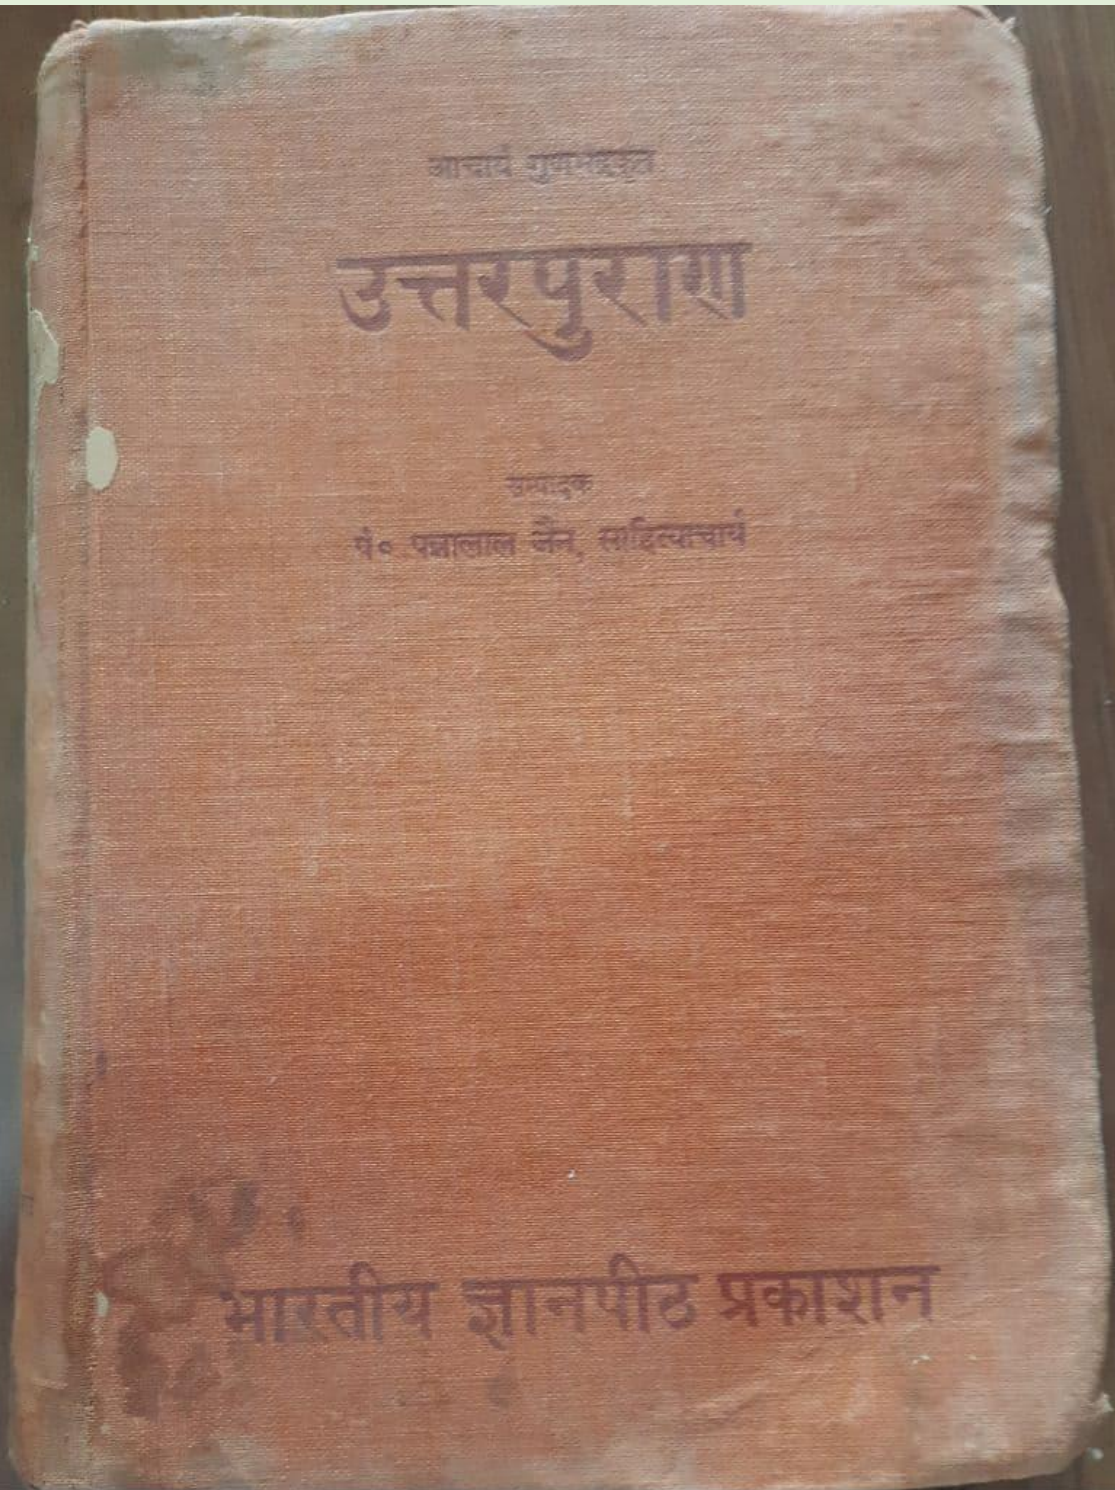 आचार्य गुणभद्रकृत
उत्तरपुराण
सम्पादक
पं० पन्नालाल जैन, साहित्याचार्य
भारतीय ज्ञानपीठ प्रकाशन